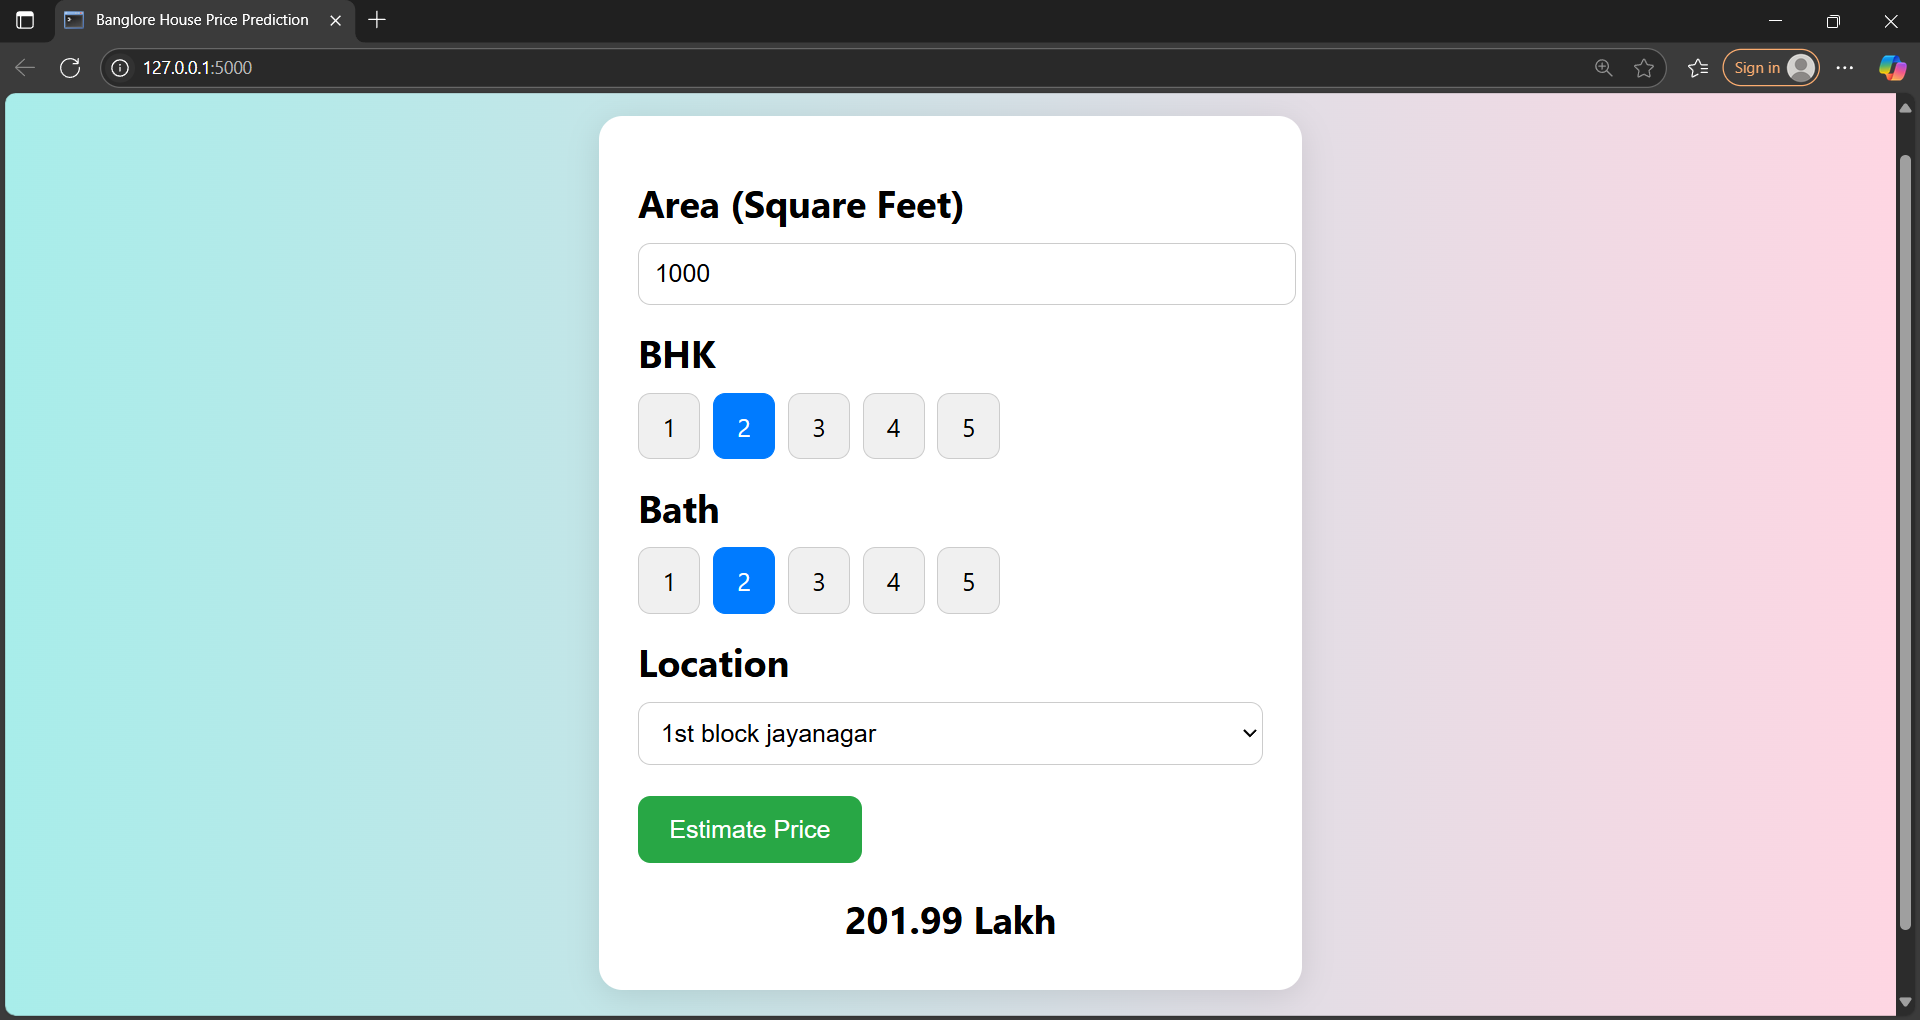 Banglore House Price Prediction
127.0.0.1:5000
Sign in
Area (Square Feet)
1000
BHK
1 2 3 4 5
Bath
1 2 3 4 5
Location
1st block jayanagar
Estimate Price
201.99 Lakh